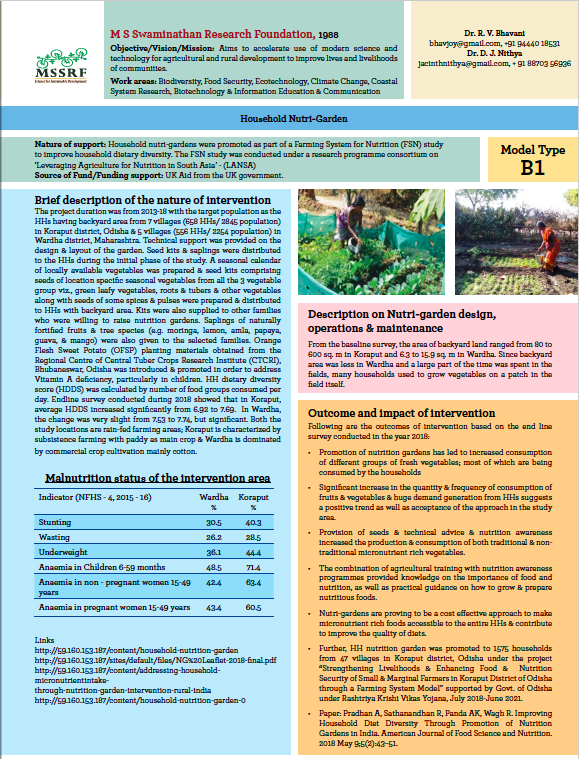 MSSRF
M S Swaminathan Research Foundation, 1988
Objective/Vision/Mission: Aims to accelerate use of modern science and
technology for agricultural and rural development to improve lives and livelihoods
of communities.
Work areas: Biodiversity, Food Security, Ecotechnology, Climate Change, Coastal
System Research, Biotechnology & Information Education & Communication
Dr. R. V. Bhavani
bhavjoy@gmail.com, +91 94440 18531
Dr. D. J. Nithya
jacinthnithya@gmail.com, + 91 88703 56936
Household Nutri-Garden
Nature of support: Household nutri-gardens were promoted as part of a Farming System for Nutrition (FSN) study
to improve household dietary diversity. The FSN study was conducted under a research programme consortium on
'Leveraging Agriculture for Nutrition in South Asia' - (LANSA)
Source of Fund/Funding support: UK Aid from the UK government.
Model Type
B1
Brief description of the nature of intervention
The project duration was from 2013-18 with the target population as the
HHs having backyard area from 7 villages (658 HHs/ 2845 population)
in Koraput district, Odisha & 5 villages (556 HHs/ 2254 population) in
Wardha district, Maharashtra. Technical support was provided on the
design & layout of the garden. Seed kits & saplings were distributed
to the HHs during the initial phase of the study. A seasonal calendar
of locally available vegetables was prepared & seed kits comprising
seeds of location specific seasonal vegetables from all the 3 vegetable
group viz., green leafy vegetables, roots & tubers & other vegetables
along with seeds of some spices & pulses were prepared & distributed
to HHs with backyard area. Kits were also supplied to other families
who were willing to raise nutrition gardens. Saplings of naturally
fortified fruits & tree species (e.g. moringa, lemon, amla, papaya,
guava, & mango) were also given to the selected families. Orange
Flesh Sweet Potato (OFSP) planting materials obtained from the
Regional Centre of Central Tuber Crops Research Institute (CTCRI),
Bhubaneswar, Odisha was introduced & promoted in order to address
Vitamin A deficiency, particularly in children. HH dietary diversity
score (HDDS) was calculated by number of food groups consumed per
day. Endline survey conducted during 2018 showed that in Koraput,
average HDDS increased significantly from 6.92 to 7.69. In Wardha,
the change was very slight from 7.53 to 7.74, but significant. Both the
study locations are rain-fed farming areas; Koraput is characterized by
subsistence farming with paddy as main crop & Wardha is dominated
by commercial crop cultivation mainly cotton.
Malnutrition status of the intervention area
Indicator (NFHS - 4, 2015 - 16) Wardha % Koraput %
Stunting 30.5 40.3
Wasting 26.2 28.5
Underweight 36.1 44.4
Anaemia in Children 6-59 months 48.5 71.4
Anaemia in non - pregnant women 15-49 years 42.4 63.4
Anaemia in pregnant women 15-49 years 43.4 60.5
Links
http://59.160.153.187/content/household-nutrition-garden
http://59.160.153.187/sites/default/files/NG%20Leaflet-2018-final.pdf
http://59.160.153.187/content/addressing-household-
micronutrientintake-
through-nutrition-garden-intervention-rural-india
http://59.160.153.187/content/household-nutrition-garden-0
Description on Nutri-garden design,
operations & maintenance
From the baseline survey, the area of backyard land ranged from 80 to
600 sq. m in Koraput and 6.3 to 15.9 sq. m in Wardha. Since backyard
area was less in Wardha and a large part of the time was spent in the
fields, many households used to grow vegetables on a patch in the
field itself.
Outcome and impact of intervention
Following are the outcomes of intervention based on the end line
survey conducted in the year 2018:
• Promotion of nutrition gardens has led to increased consumption
of different groups of fresh vegetables; most of which are being
consumed by the households
• Significant increase in the quantity & frequency of consumption of
fruits & vegetables & huge demand generation from HHs suggests
a positive trend as well as acceptance of the approach in the study
area.
• Provision of seeds & technical advice & nutrition awareness
increased the production & consumption of both traditional & non-
traditional micronutrient rich vegetables.
• The combination of agricultural training with nutrition awareness
programmes provided knowledge on the importance of food and
nutrition, as well as practical guidance on how to grow & prepare
nutritious foods.
• Nutri-gardens are proving to be a cost effective approach to make
micronutrient rich foods accessible to the entire HHs & contribute
to improve the quality of diets.
• Further, HH nutrition garden was promoted to 1575 households
from 47 villages in Koraput district, Odisha under the project
"Strengthening Livelihoods & Enhancing Food & Nutrition
Security of Small & Marginal Farmers in Koraput District of Odisha
through a Farming System Model" supported by Govt. of Odisha
under Rashtriya Krishi Vikas Yojana, July 2018-June 2021.
• Paper: Pradhan A, Sathanandhan R, Panda AK, Wagh R. Improving
Household Diet Diversity Through Promotion of Nutrition
Gardens in India. American Journal of Food Science and Nutrition.
2018 May 9;5(2):43-51.